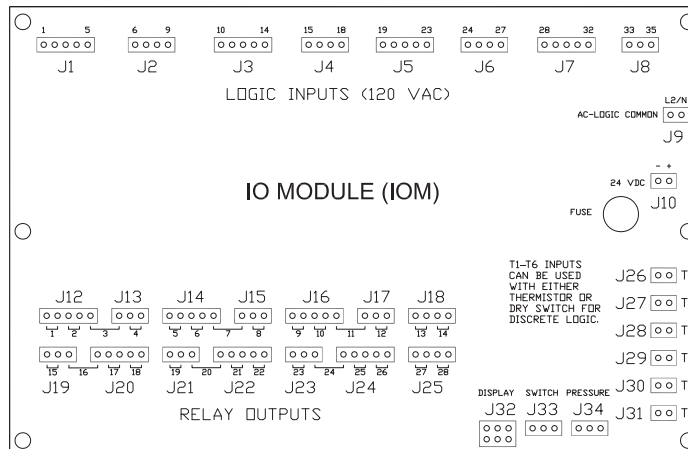 1 5 6 9 10 14 15 18 19 23 24 27 28 32 33 35
J1 J2 J3 J4 J5 J6 J7 J8
LOGIC INPUTS (120 VAC)
L2/N
AC-LOGIC COMMON
J9
- +
24 VDC
J10
IO MODULE (IOM)
FUSE
T1-T6 INPUTS
CAN BE USED
WITH EITHER
THERMISTOR OR
DRY SWITCH FOR
DISCRETE LOGIC.
J26 T
J27 T
J28 T
J29 T
J30 T
J31 T
J12 J13 J14 J15 J16 J17 J18
1 2 3 4 5 6 7 8 9 10 11 12 13 14
15 16 17 18 19 20 21 22 23 24 25 26 27 28
J19 J20 J21 J22 J23 J24 J25
RELAY OUTPUTS
DISPLAY SWITCH PRESSURE
J32 J33 J34